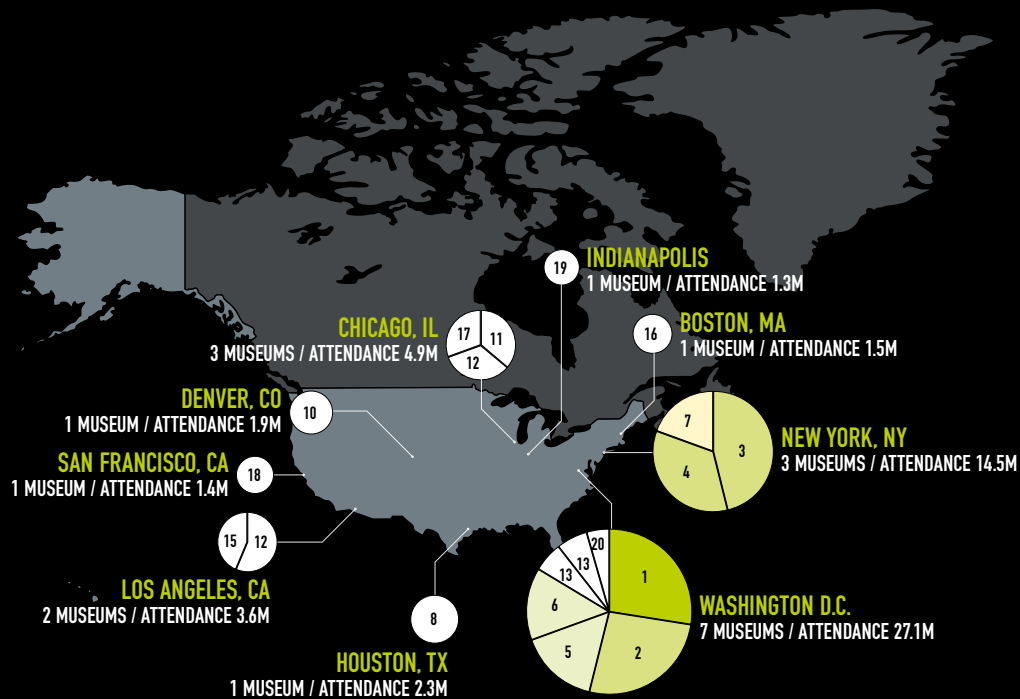 19
INDIANAPOLIS
1 MUSEUM / ATTENDANCE 1.3M
CHICAGO, IL
3 MUSEUMS / ATTENDANCE 4.9M
17
11
12
16
BOSTON, MA
1 MUSEUM / ATTENDANCE 1.5M
DENVER, CO
1 MUSEUM / ATTENDANCE 1.9M
10
7
3
4
NEW YORK, NY
3 MUSEUMS / ATTENDANCE 14.5M
SAN FRANCISCO, CA
1 MUSEUM / ATTENDANCE 1.4M
18
15
12
LOS ANGELES, CA
2 MUSEUMS / ATTENDANCE 3.6M
8
HOUSTON, TX
1 MUSEUM / ATTENDANCE 2.3M
20
13
13
1
6
5
2
WASHINGTON D.C.
7 MUSEUMS / ATTENDANCE 27.1M